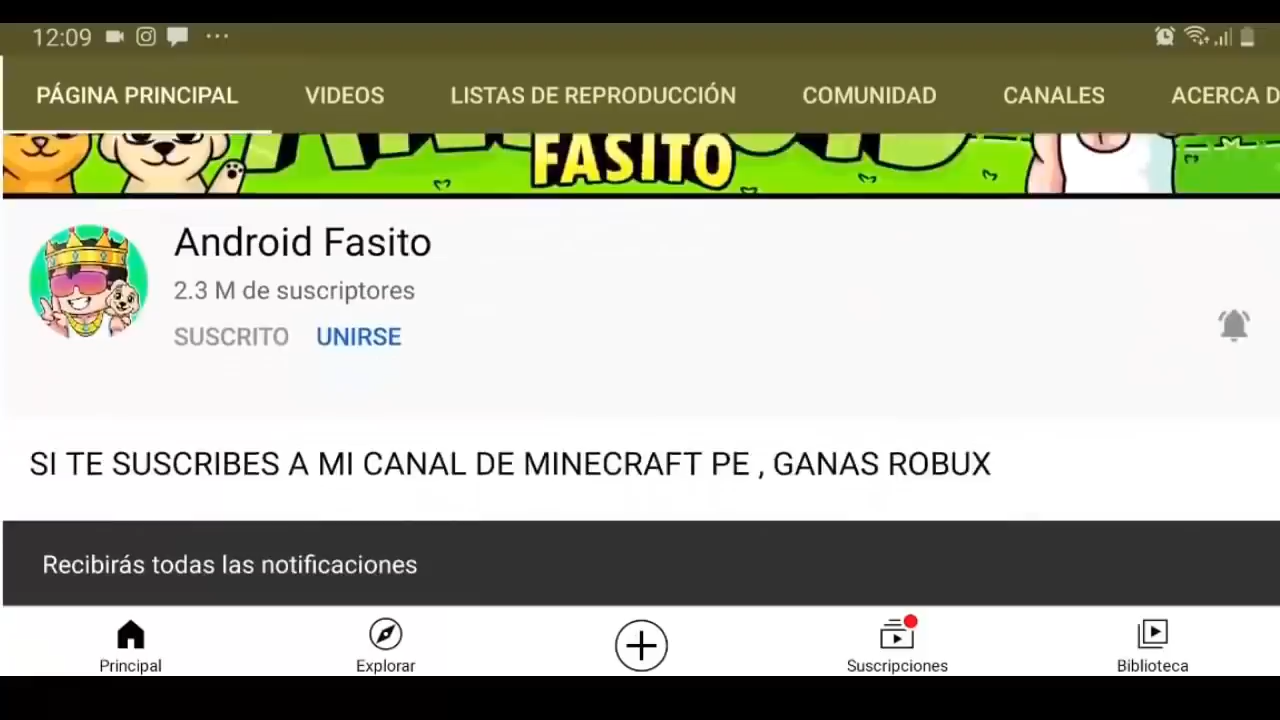 12:09
PÁGINA PRINCIPAL VIDEOS LISTAS DE REPRODUCCIÓN COMUNIDAD CANALES ACERCA D
FASITO
Android Fasito
2.3 M de suscriptores
SUSCRITO UNIRSE
SI TE SUSCRIBES A MI CANAL DE MINECRAFT PE , GANAS ROBUX
Recibirás todas las notificaciones
Principal Explorar Suscripciones Biblioteca